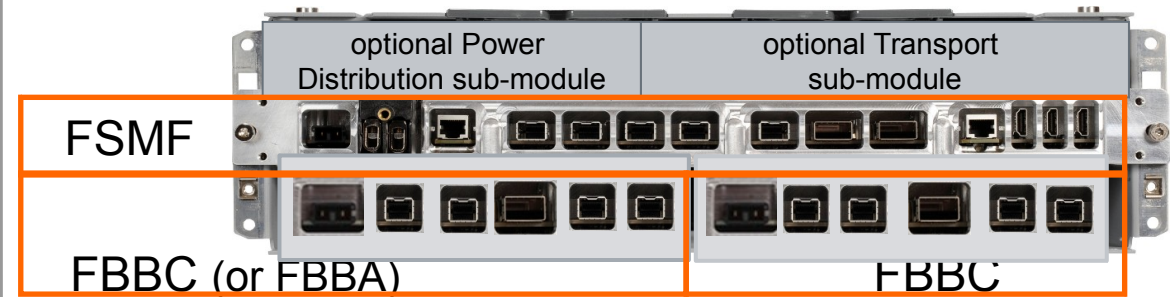 optional Power
Distribution sub-module
optional Transport
sub-module
FSMF
FBBC (or FBBA)
FBBC